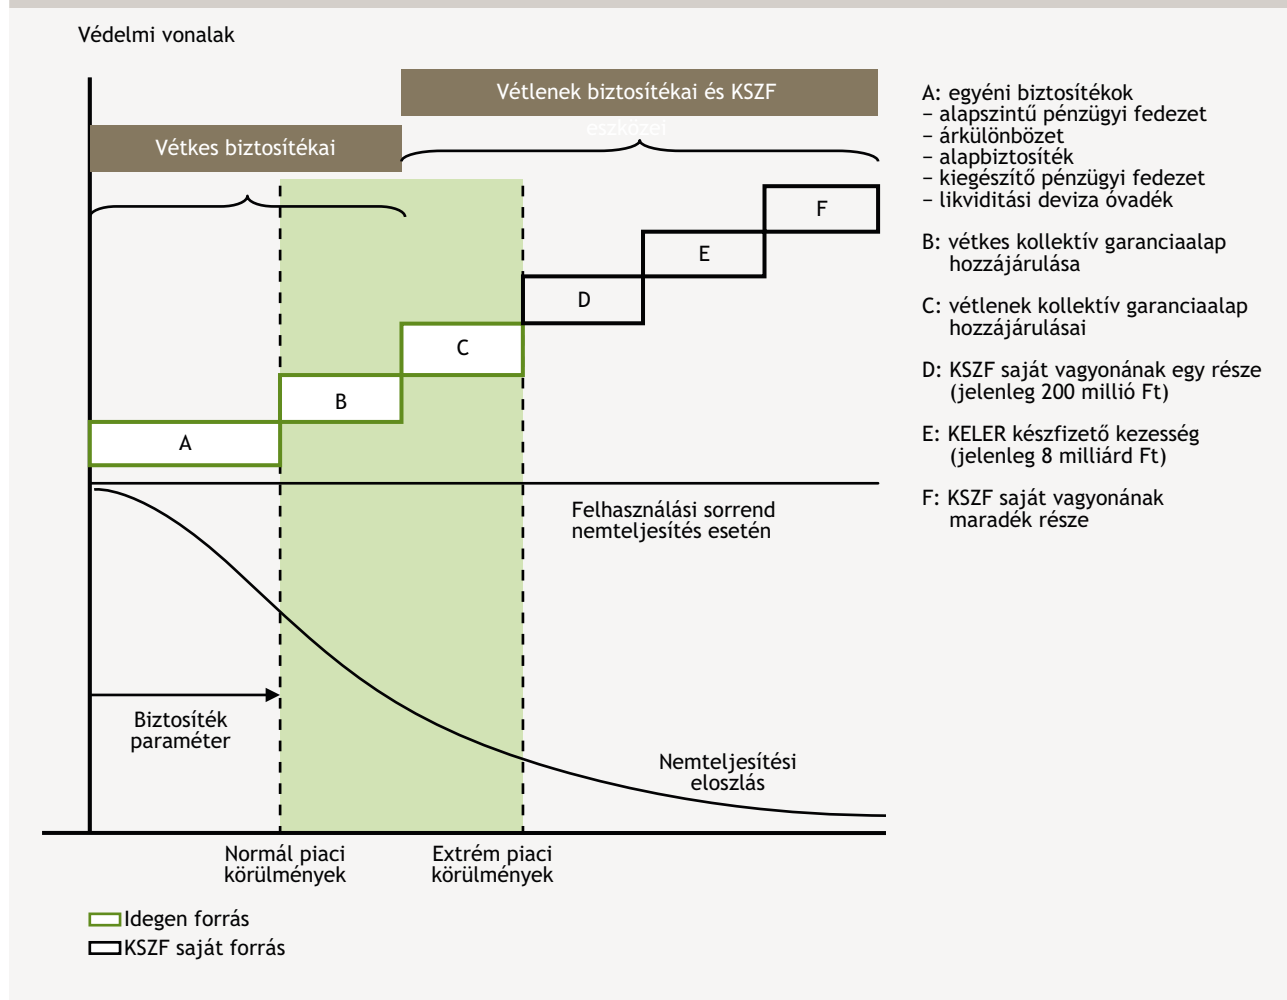 Védelmi vonalak
Vétlenek biztosítékai és KSZF
eszközei
Vétkes biztosítékai
F
E
D
C
B
A
Felhasználási sorrend
nemteljesítés esetén
Biztosíték
paraméter
Nemteljesítési
eloszlás
Normál piaci
körülmények
Extrém piaci
körülmények
Idegen forrás
KSZF saját forrás
A: egyéni biztosítékok
– alapszintű pénzügyi fedezet
– árkülönbözet
– alapbiztosíték
– kiegészítő pénzügyi fedezet
– likviditási deviza óvadék
B: vétkes kollektív garanciaalap
hozzájárulása
C: vétlenek kollektív garanciaalap
hozzájárulásai
D: KSZF saját vagyonának egy része
(jelenleg 200 millió Ft)
E: KELER készfizető kezesség
(jelenleg 8 milliárd Ft)
F: KSZF saját vagyonának
maradék része